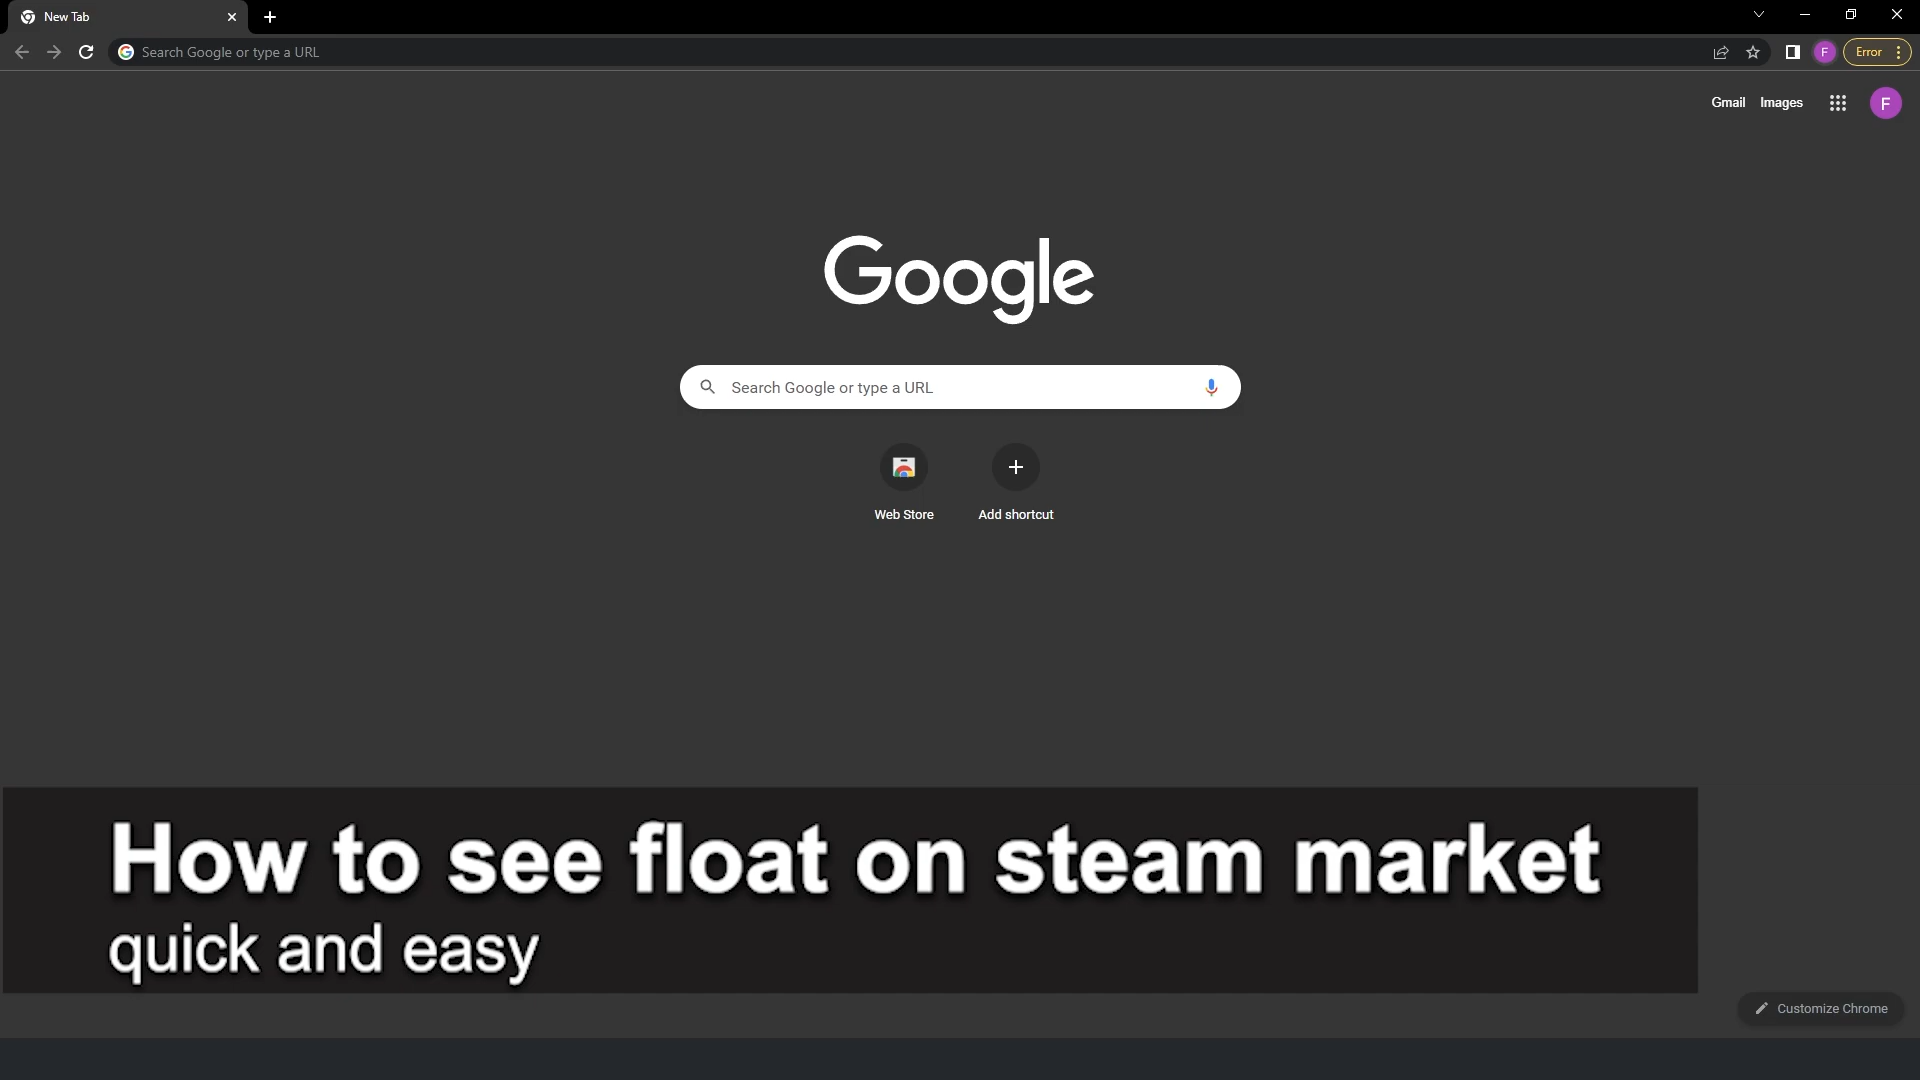 New Tab
Search Google or type a URL
F
Error
Gmail Images
F
Google
Search Google or type a URL
Web Store
Add shortcut
How to see float on steam market
quick and easy
Customize Chrome